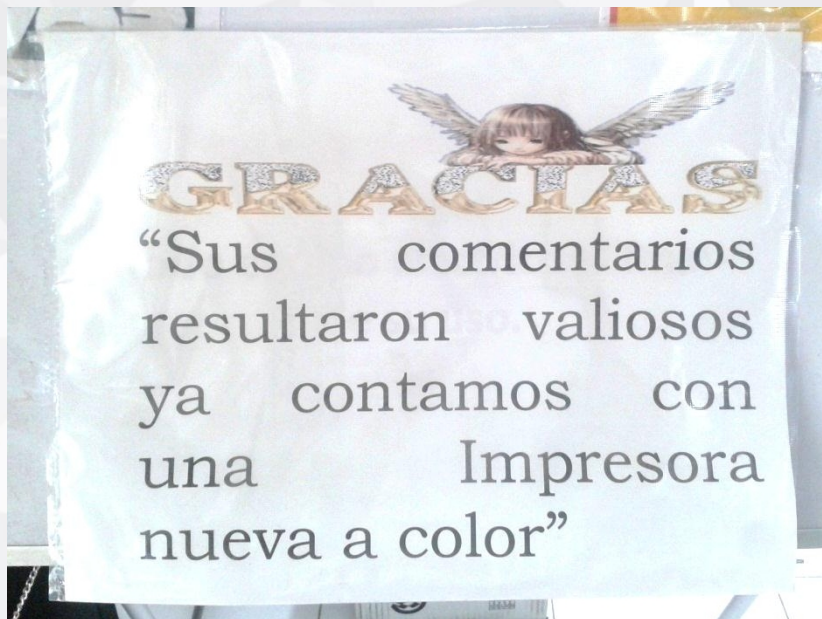 GRACIAS
“Sus comentarios
resultaron valiosos
ya contamos con
una Impresora
nueva a color”